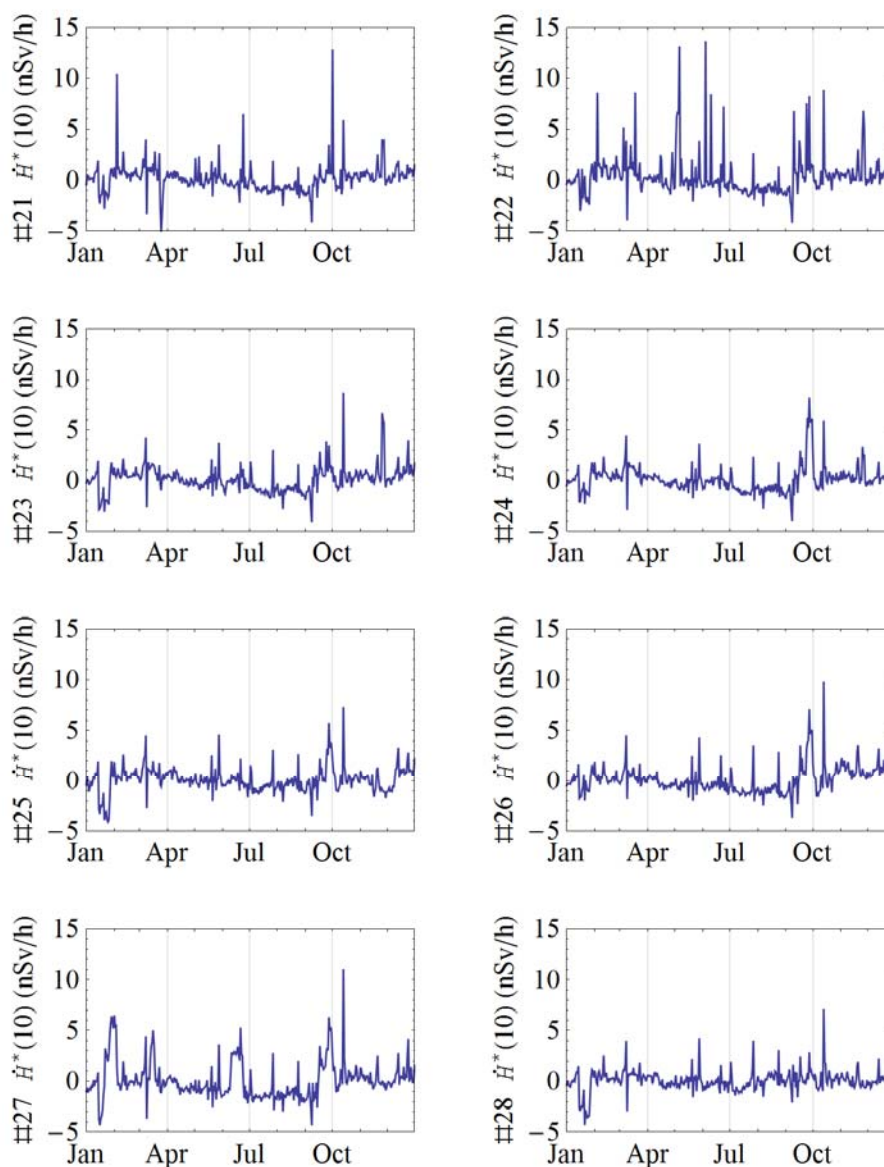 #21 Ḣ*(10) (nSv/h)
15
10
5
0
−5
Jan Apr Jul Oct
#22 Ḣ*(10) (nSv/h)
15
10
5
0
−5
Jan Apr Jul Oct
#23 Ḣ*(10) (nSv/h)
15
10
5
0
−5
Jan Apr Jul Oct
#24 Ḣ*(10) (nSv/h)
15
10
5
0
−5
Jan Apr Jul Oct
#25 Ḣ*(10) (nSv/h)
15
10
5
0
−5
Jan Apr Jul Oct
#26 Ḣ*(10) (nSv/h)
15
10
5
0
−5
Jan Apr Jul Oct
#27 Ḣ*(10) (nSv/h)
15
10
5
0
−5
Jan Apr Jul Oct
#28 Ḣ*(10) (nSv/h)
15
10
5
0
−5
Jan Apr Jul Oct